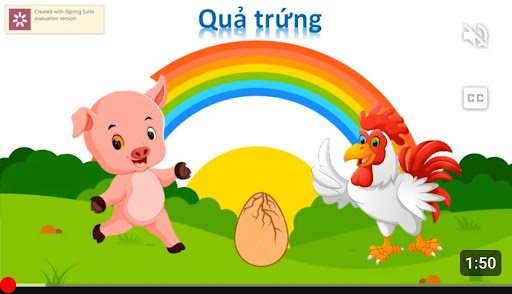 Created with iSpring Suite
evaluation version
Quả trứng
CC
1:50